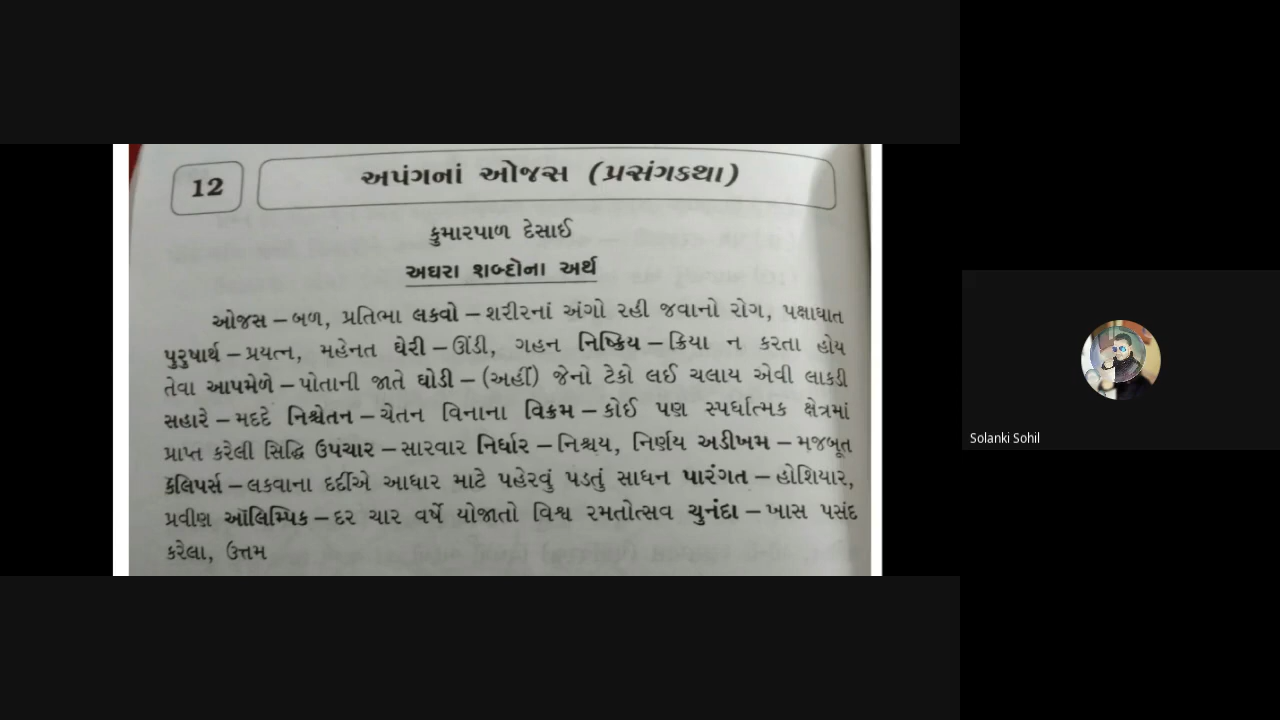 12
અપંગનાં ઓજસ (પ્રસંગકથા)
કુમારપાળ દેસાઈ
અઘરા શબ્દોના અર્થ
ઓજસ – બળ, પ્રતિભા લકવો – શરીરનાં અંગો રહી જવાનો રોગ, પક્ષાઘાત
પુરુષાર્થ – પ્રયત્ન, મહેનત ઘેરી – ઊંડી, ગહન નિષ્ક્રિય – ક્રિયા ન કરતા હોય
તેવા આપમેળે – પોતાની જાતે ઘોડી – (અહીં) જેનો ટેકો લઈ ચલાય એવી લાકડી
સહારે – મદદે નિશ્ચેતન – ચેતન વિનાના વિક્રમ – કોઈ પણ સ્પર્ધાત્મક ક્ષેત્રમાં
પ્રાપ્ત કરેલી સિદ્ધિ ઉપચાર – સારવાર નિર્ધાર – નિશ્ચય, નિર્ણય અડીખમ – મજબૂત
કૅલિપર્સ – લકવાના દર્દીએ આધાર માટે પહેરવું પડતું સાધન પારંગત – હોશિયાર,
પ્રવીણ ઑલિમ્પિક – દર ચાર વર્ષે યોજાતો વિશ્વ રમતોત્સવ ચુનંદા – ખાસ પસંદ
કરેલા, ઉત્તમ
Solanki Sohil